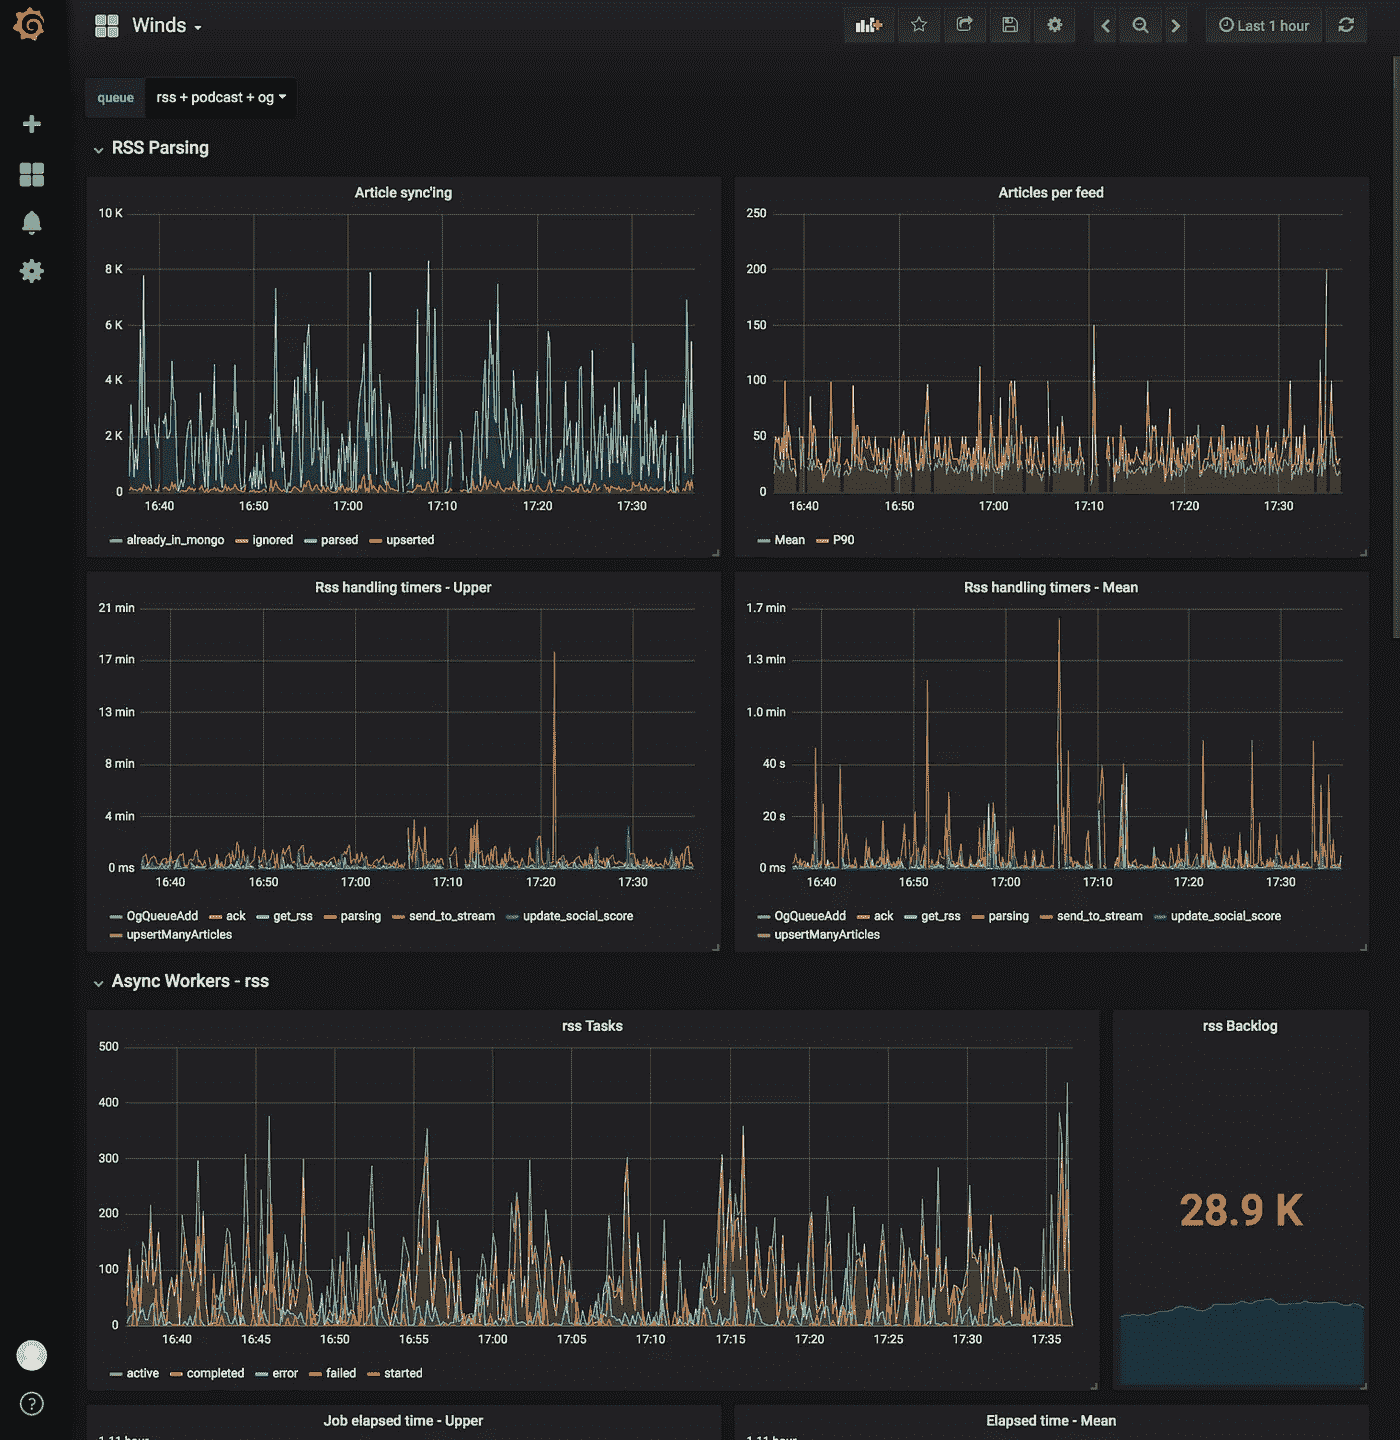 Winds
Last 1 hour
queue rss + podcast + og
RSS Parsing
Article sync'ing
10 K
8 K
6 K
4 K
2 K
0
16:40 16:50 17:00 17:10 17:20 17:30
already_in_mongo ignored parsed upserted
Articles per feed
250
200
150
100
50
0
16:40 16:50 17:00 17:10 17:20 17:30
Mean P90
Rss handling timers - Upper
21 min
17 min
13 min
8 min
4 min
0 ms
16:40 16:50 17:00 17:10 17:20 17:30
OgQueueAdd ack get_rss parsing send_to_stream update_social_score
upsertManyArticles
Rss handling timers - Mean
1.7 min
1.3 min
1.0 min
40 s
20 s
0 ms
16:40 16:50 17:00 17:10 17:20 17:30
OgQueueAdd ack get_rss parsing send_to_stream update_social_score
upsertManyArticles
Async Workers - rss
rss Tasks
500
400
300
200
100
0
16:40 16:45 16:50 16:55 17:00 17:05 17:10 17:15 17:20 17:25 17:30 17:35
active completed error failed started
rss Backlog
28.9 K
?
Job elapsed time - Upper
1.11 hour
Elapsed time - Mean
1.11 hour